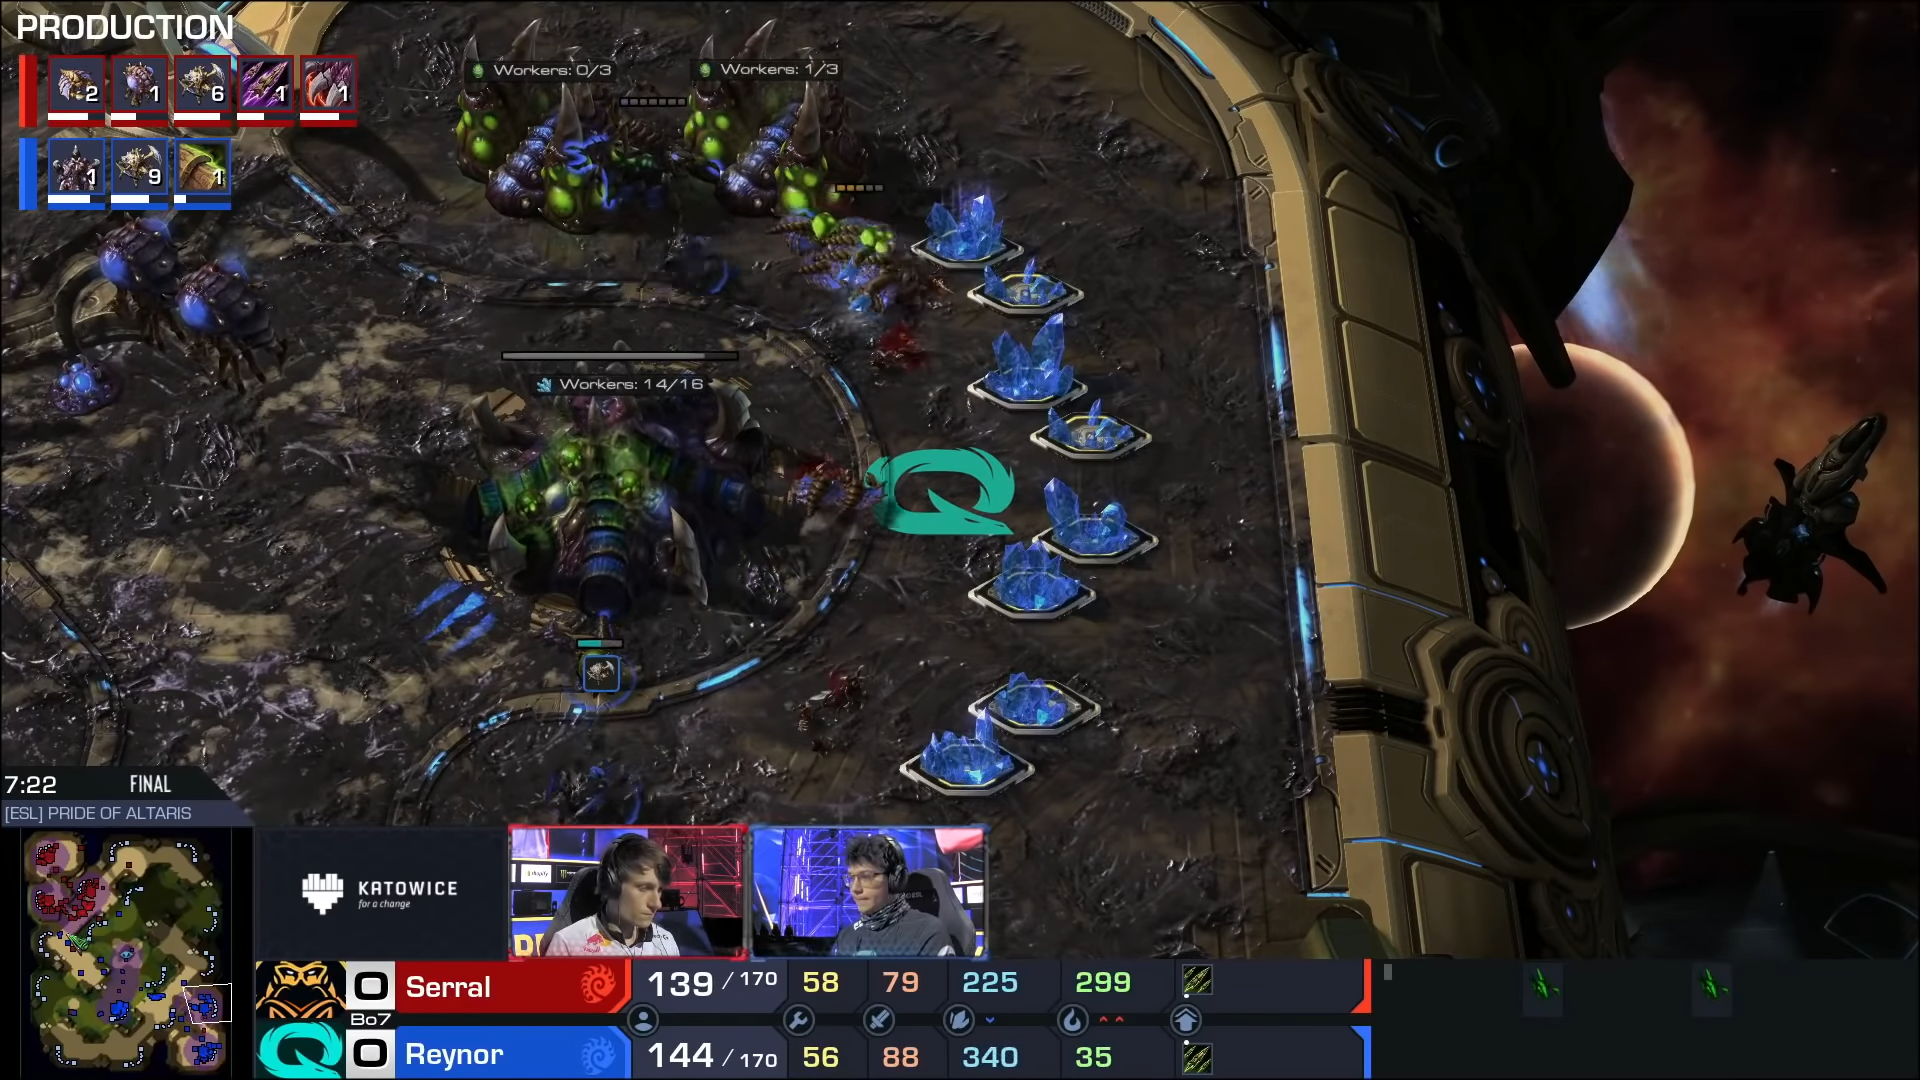 PRODUCTION
2 1 6 1 1
1 9 1
Workers: 0/3
Workers: 1/3
Workers: 14/16
7:22 FINAL
[ESL] PRIDE OF ALTARIS
KATOWICE
for a change
0 Serral 139 / 170 58 79 225 299
Bo7
0 Reynor 144 / 170 56 88 340 35